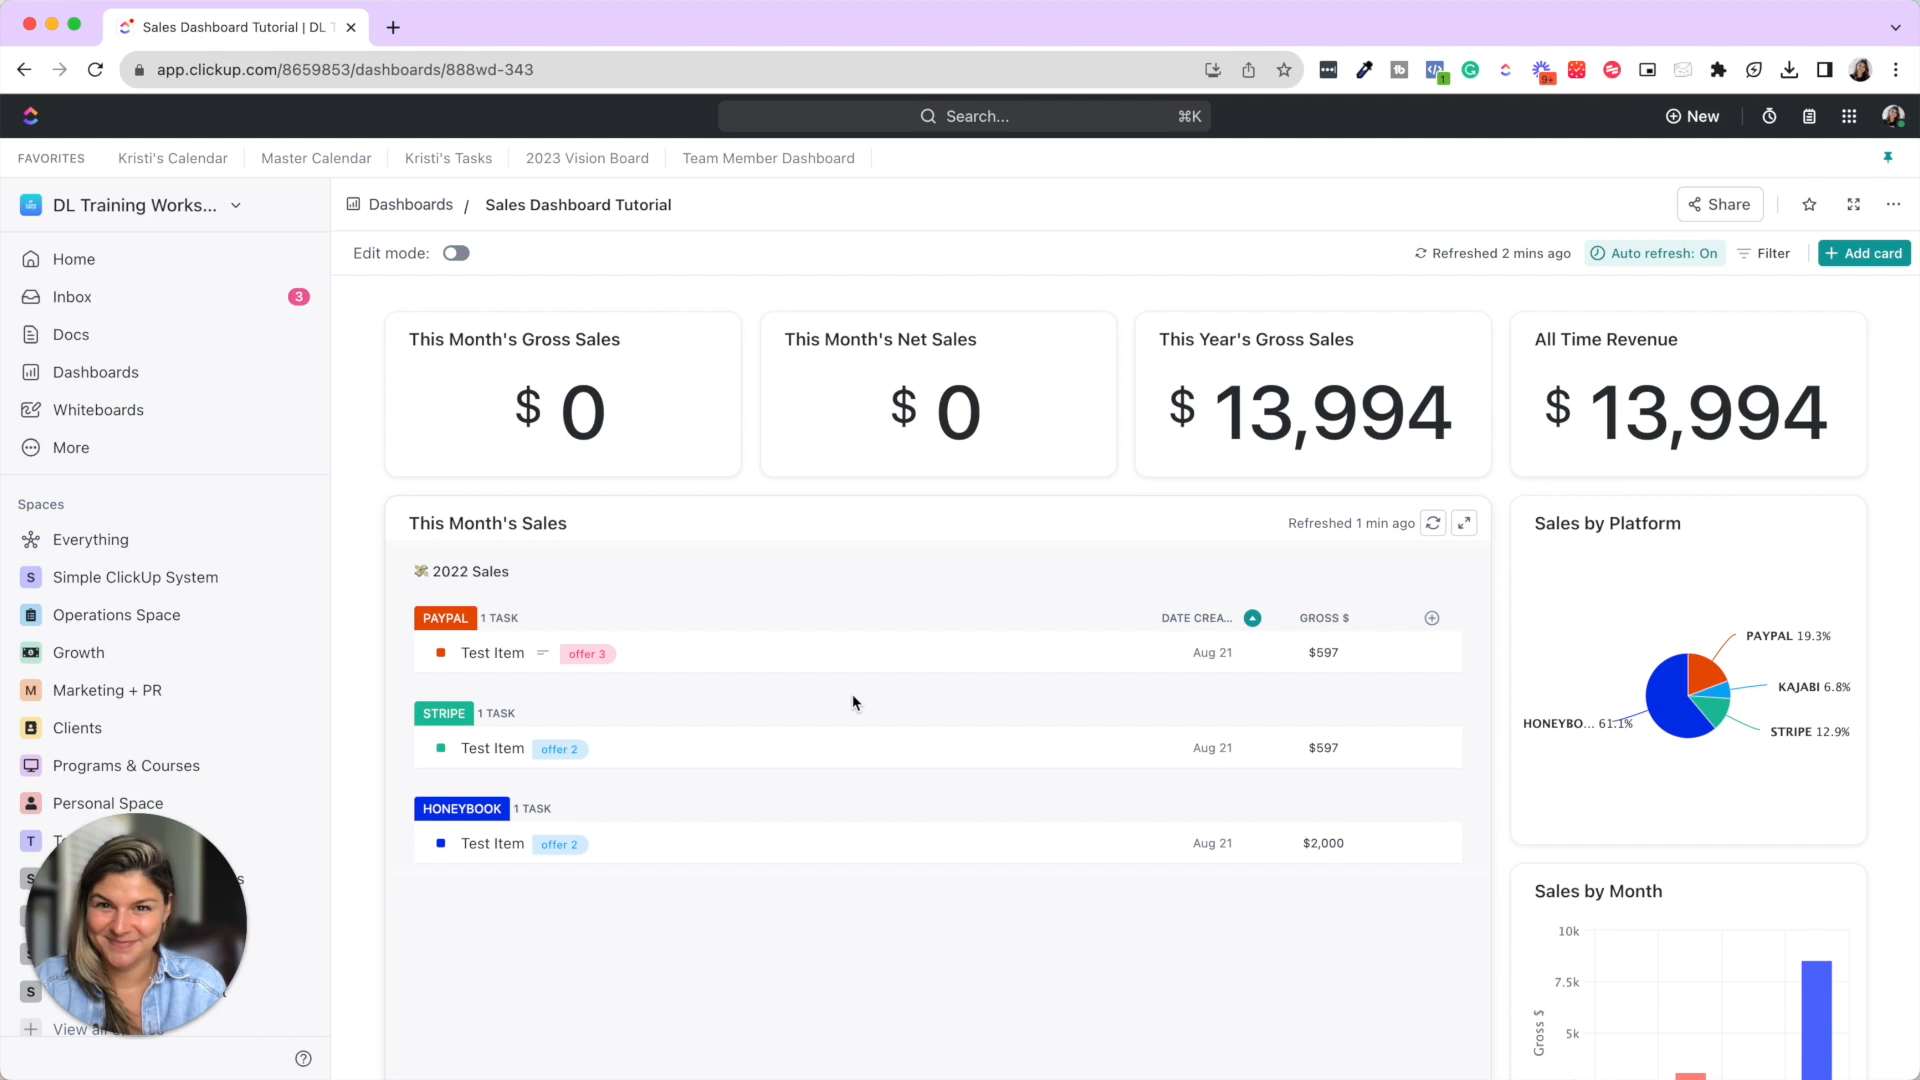 Sales Dashboard Tutorial | DL T
app.clickup.com/8659853/dashboards/888wd-343
1
9+
Search...
⌘K
New
FAVORITES
Kristi's Calendar
Master Calendar
Kristi's Tasks
2023 Vision Board
Team Member Dashboard
DL Training Works...
Dashboards / Sales Dashboard Tutorial
Share
Home
Inbox
3
Docs
Dashboards
Whiteboards
More
Spaces
Everything
S Simple ClickUp System
Operations Space
Growth
M Marketing + PR
Clients
Programs & Courses
Personal Space
T
S
s
S
View al
Edit mode:
Refreshed 2 mins ago
Auto refresh: On
Filter
+ Add card
This Month's Gross Sales
$ 0
This Month's Net Sales
$ 0
This Year's Gross Sales
$ 13,994
All Time Revenue
$ 13,994
This Month's Sales
Refreshed 1 min ago
💸 2022 Sales
PAYPAL 1 TASK
DATE CREA...
GROSS $
Test Item
offer 3
Aug 21
$597
STRIPE 1 TASK
Test Item
offer 2
Aug 21
$597
HONEYBOOK 1 TASK
Test Item
offer 2
Aug 21
$2,000
Sales by Platform
PAYPAL 19.3%
KAJABI 6.8%
HONEYBO... 61.1%
STRIPE 12.9%
Sales by Month
10k
7.5k
5k
Gross $